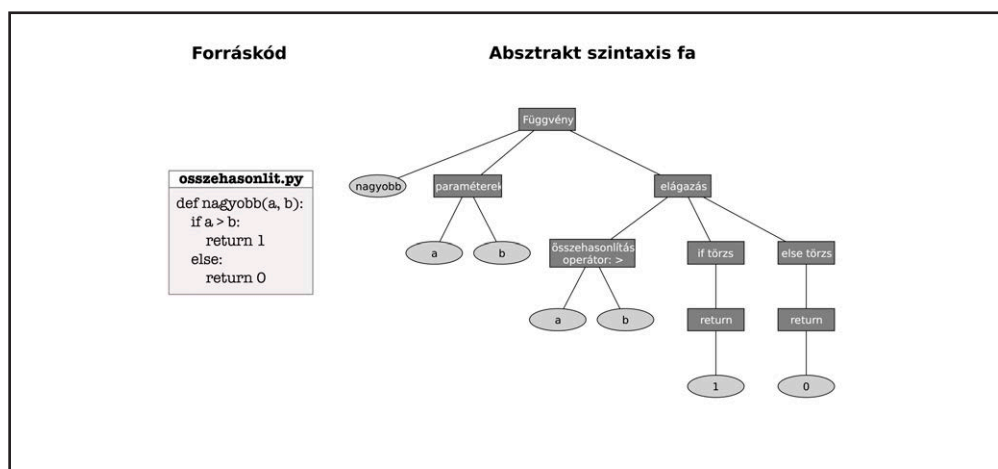 Forráskód
Absztrakt szintaxis fa
osszehasonlit.py
def nagyobb(a, b):
if a > b:
return 1
else:
return 0
Függvény
nagyobb
paraméterek
elágazás
a
b
összehasonlítás
operátor: >
if törzs
else törzs
a
b
return
return
1
0